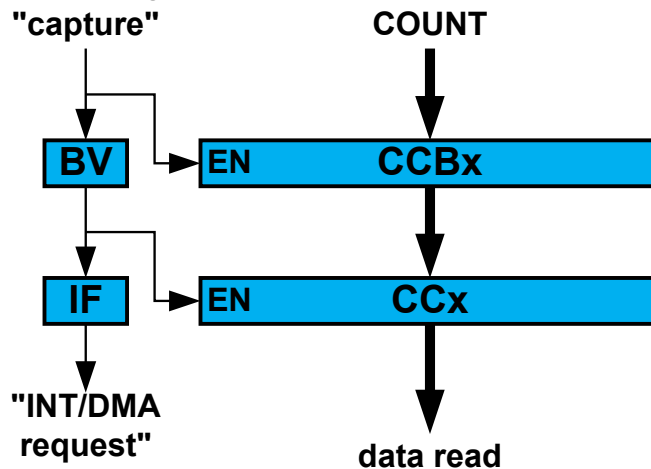 "capture"
COUNT
BV
EN
CCBx
IF
EN
CCx
"INT/DMA
request"
data read